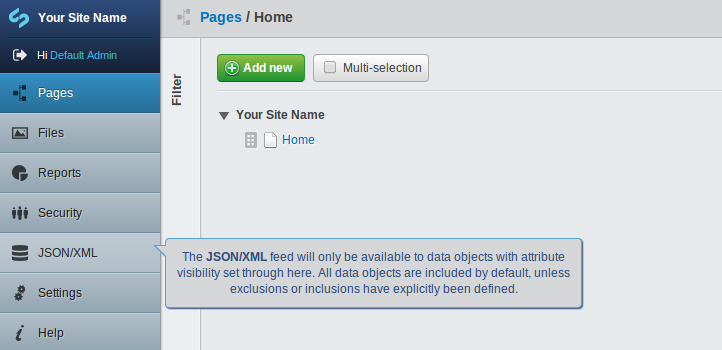 Your Site Name
Pages / Home
Hi Default Admin
Pages
Files
Reports
Security
JSON/XML
Settings
Help
Filter
Add new
Multi-selection
Your Site Name
Home
The JSON/XML feed will only be available to data objects with attribute
visibility set through here. All data objects are included by default, unless
exclusions or inclusions have explicitly been defined.